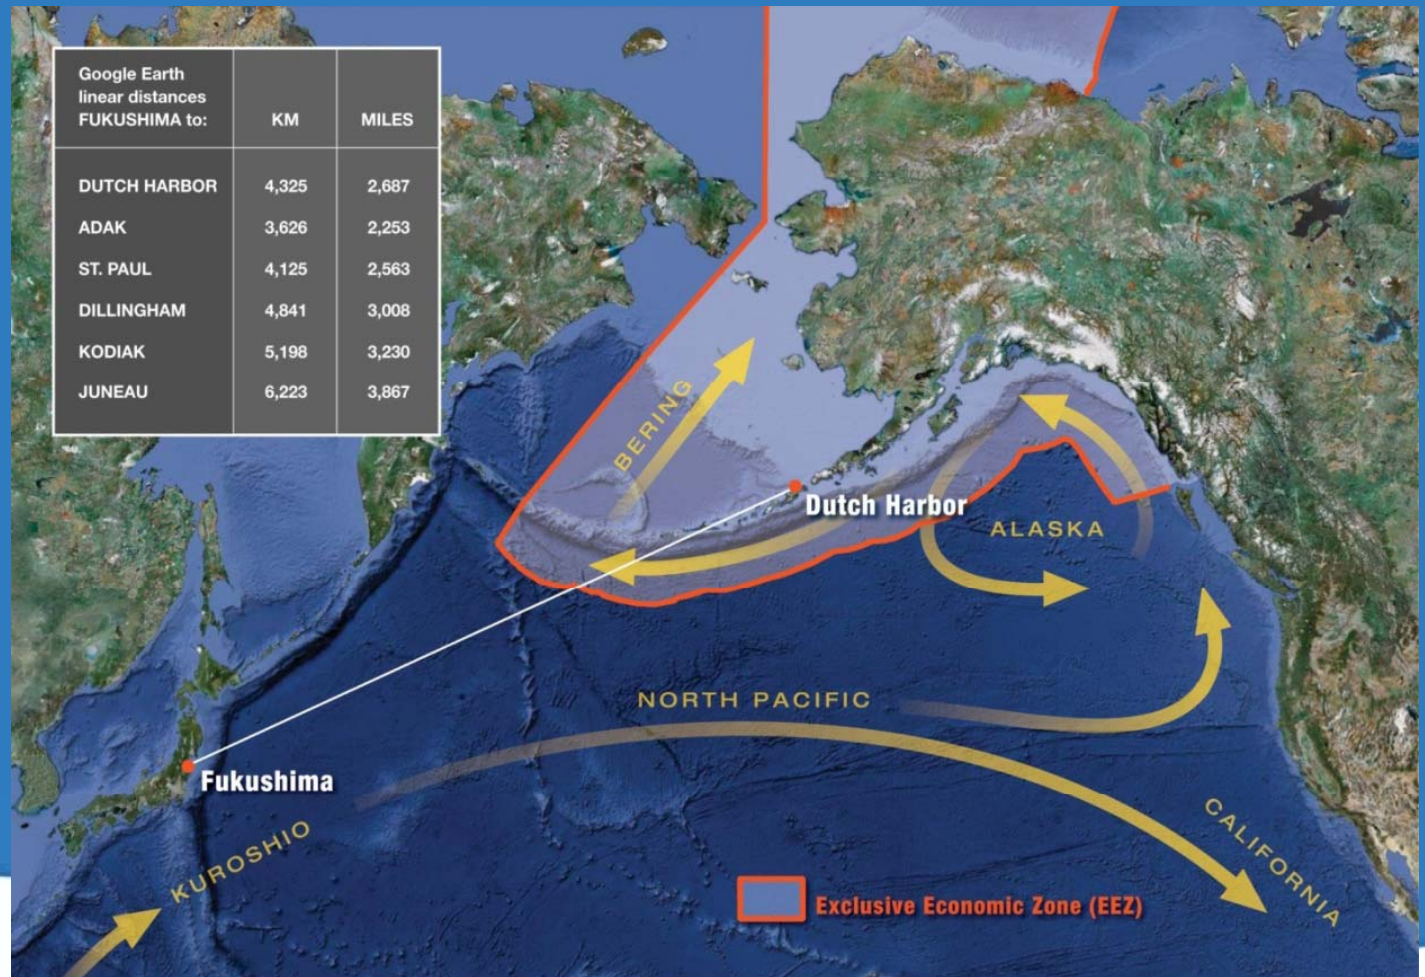 Google Earth
linear distances
FUKUSHIMA to: KM MILES
DUTCH HARBOR 4,325 2,687
ADAK 3,626 2,253
ST. PAUL 4,125 2,563
DILLINGHAM 4,841 3,008
KODIAK 5,198 3,230
JUNEAU 6,223 3,867
BERING
Dutch Harbor
ALASKA
NORTH PACIFIC
Fukushima
KUROSHIO
CALIFORNIA
Exclusive Economic Zone (EEZ)